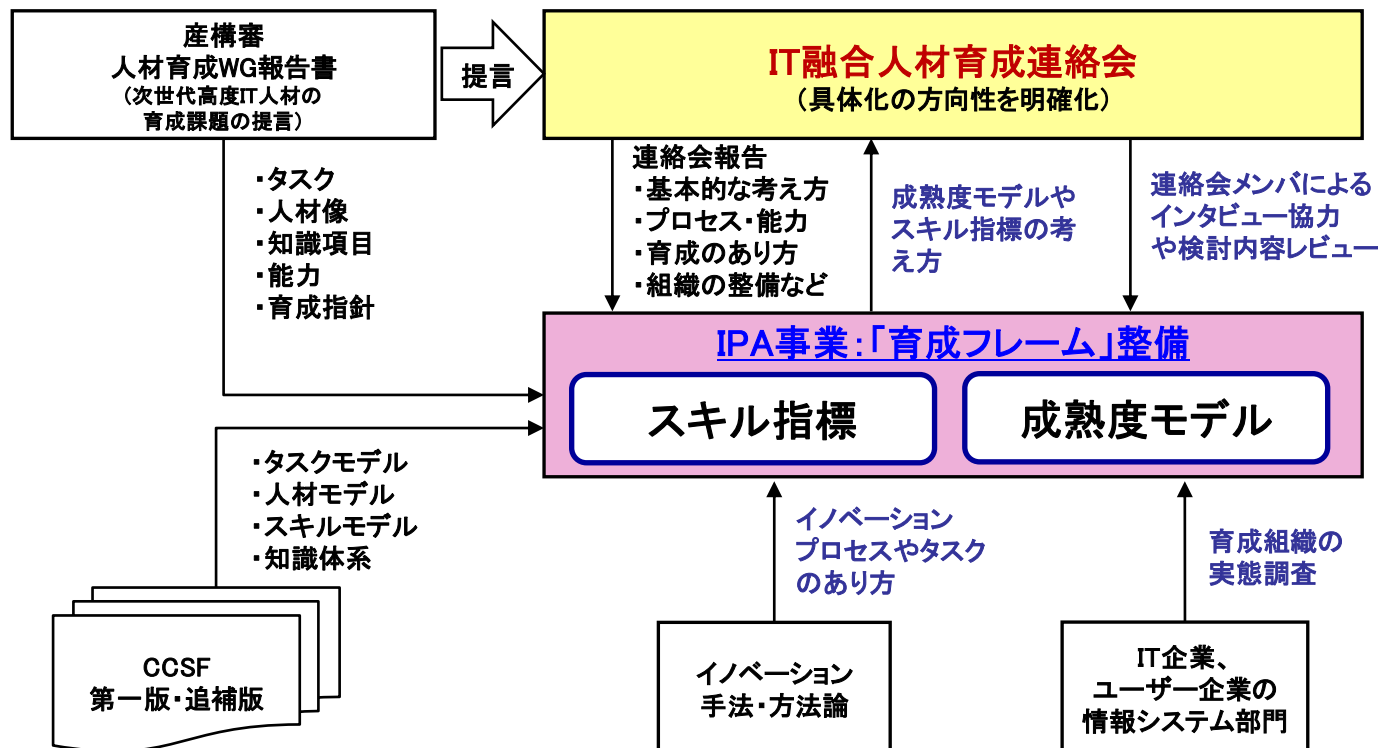 産構審
人材育成WG報告書
（次世代高度IT人材の
育成課題の提言）
提言
IT融合人材育成連絡会
（具体化の方向性を明確化）
・タスク
・人材像
・知識項目
・能力
・育成指針
連絡会報告
・基本的な考え方
・プロセス・能力
・育成のあり方
・組織の整備など
成熟度モデルや
スキル指標の考
え方
連絡会メンバによる
インタビュー協力
や検討内容レビュー
IPA事業：「育成フレーム」整備
スキル指標
成熟度モデル
・タスクモデル
・人材モデル
・スキルモデル
・知識体系
イノベーション
プロセスやタスク
のあり方
育成組織の
実態調査
CCSF
第一版・追補版
イノベーション
手法・方法論
IT企業、
ユーザー企業の
情報システム部門